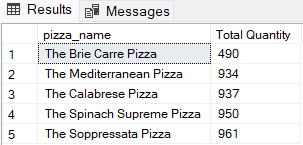 Results Messages
pizza_name Total Quantity
1 The Brie Carre Pizza 490
2 The Mediterranean Pizza 934
3 The Calabrese Pizza 937
4 The Spinach Supreme Pizza 950
5 The Soppressata Pizza 961